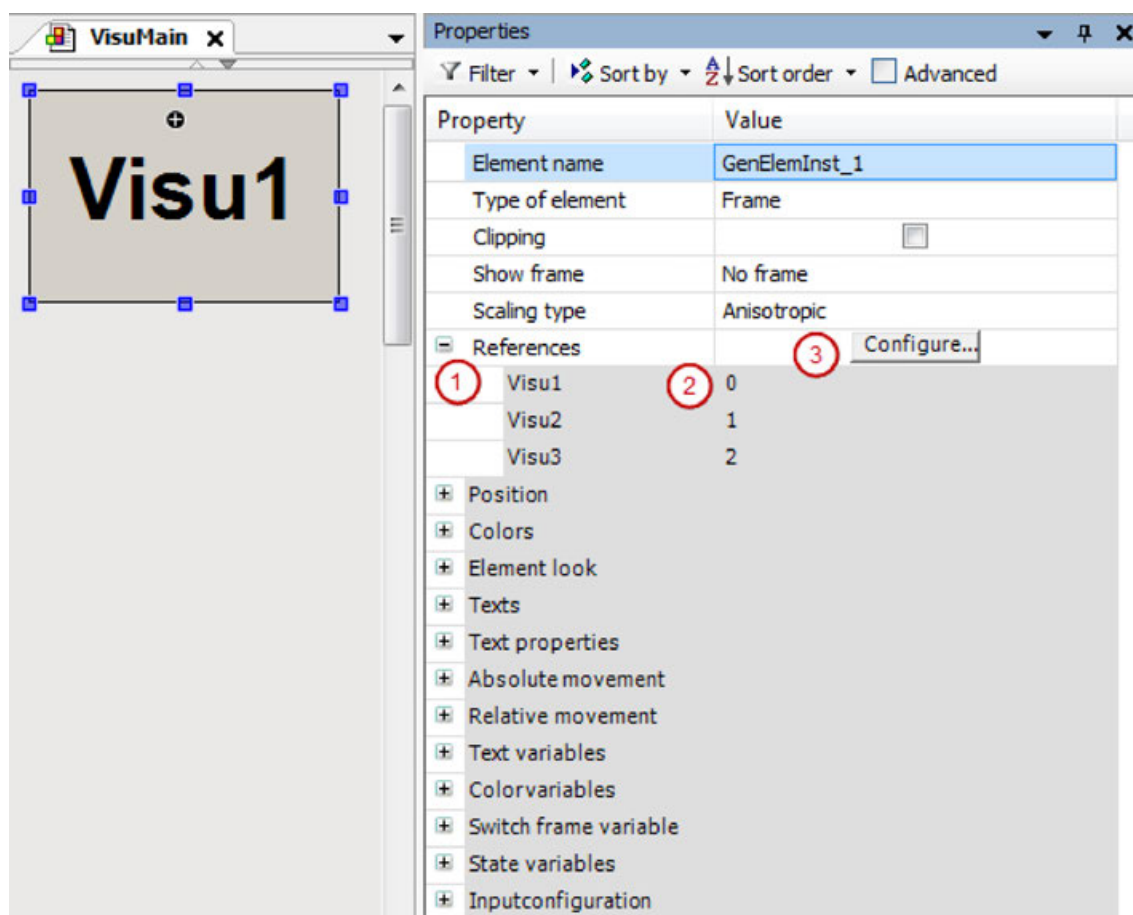 VisuMain
Visu1
Properties
Filter Sort by Sort order Advanced
Property Value
Element name GenElemInst_1
Type of element Frame
Clipping
Show frame No frame
Scaling type Anisotropic
References 3 Configure...
1 Visu1 2 0
Visu2 1
Visu3 2
Position
Colors
Element look
Texts
Text properties
Absolute movement
Relative movement
Text variables
Colorvariables
Switch frame variable
State variables
Inputconfiguration